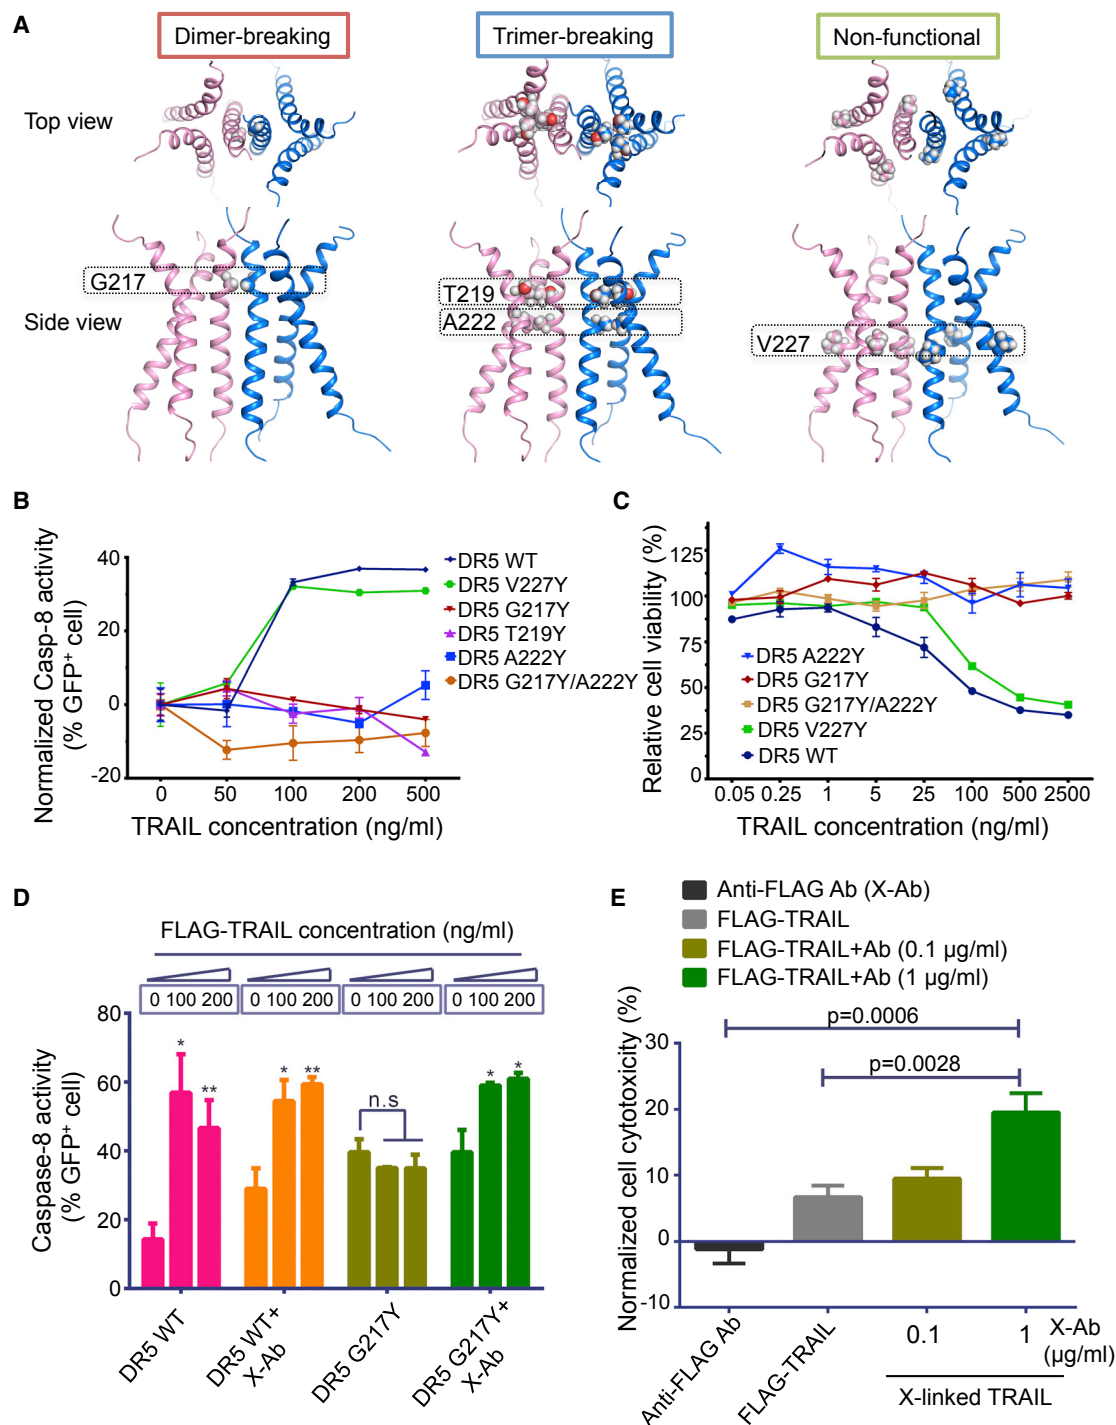 A
Dimer-breaking
Trimer-breaking
Non-functional
Top view
G217
T219
A222
V227
Side view
B
Normalized Casp-8 activity
(% GFP⁺ cell)
40
20
0
-20
0 50 100 200 500
TRAIL concentration (ng/ml)
DR5 WT
DR5 V227Y
DR5 G217Y
DR5 T219Y
DR5 A222Y
DR5 G217Y/A222Y
C
Relative cell viability (%)
125
100
75
50
25
0
DR5 A222Y
DR5 G217Y
DR5 G217Y/A222Y
DR5 V227Y
DR5 WT
0.05 0.25 1 5 25 100 500 2500
TRAIL concentration (ng/ml)
D
FLAG-TRAIL concentration (ng/ml)
0 100 200 0 100 200 0 100 200 0 100 200
Caspase-8 activity
(% GFP⁺ cell)
80
60
40
20
0
* ** * ** n.s * *
DR5 WT
DR5 WT+
X-Ab
DR5 G217Y
DR5 G217Y+
X-Ab
E
Anti-FLAG Ab (X-Ab)
FLAG-TRAIL
FLAG-TRAIL+Ab (0.1 µg/ml)
FLAG-TRAIL+Ab (1 µg/ml)
Normalized cell cytotoxicity (%)
30
20
10
0
-10
p=0.0006
p=0.0028
Anti-FLAG Ab
FLAG-TRAIL
0.1 1 X-Ab
(µg/ml)
X-linked TRAIL